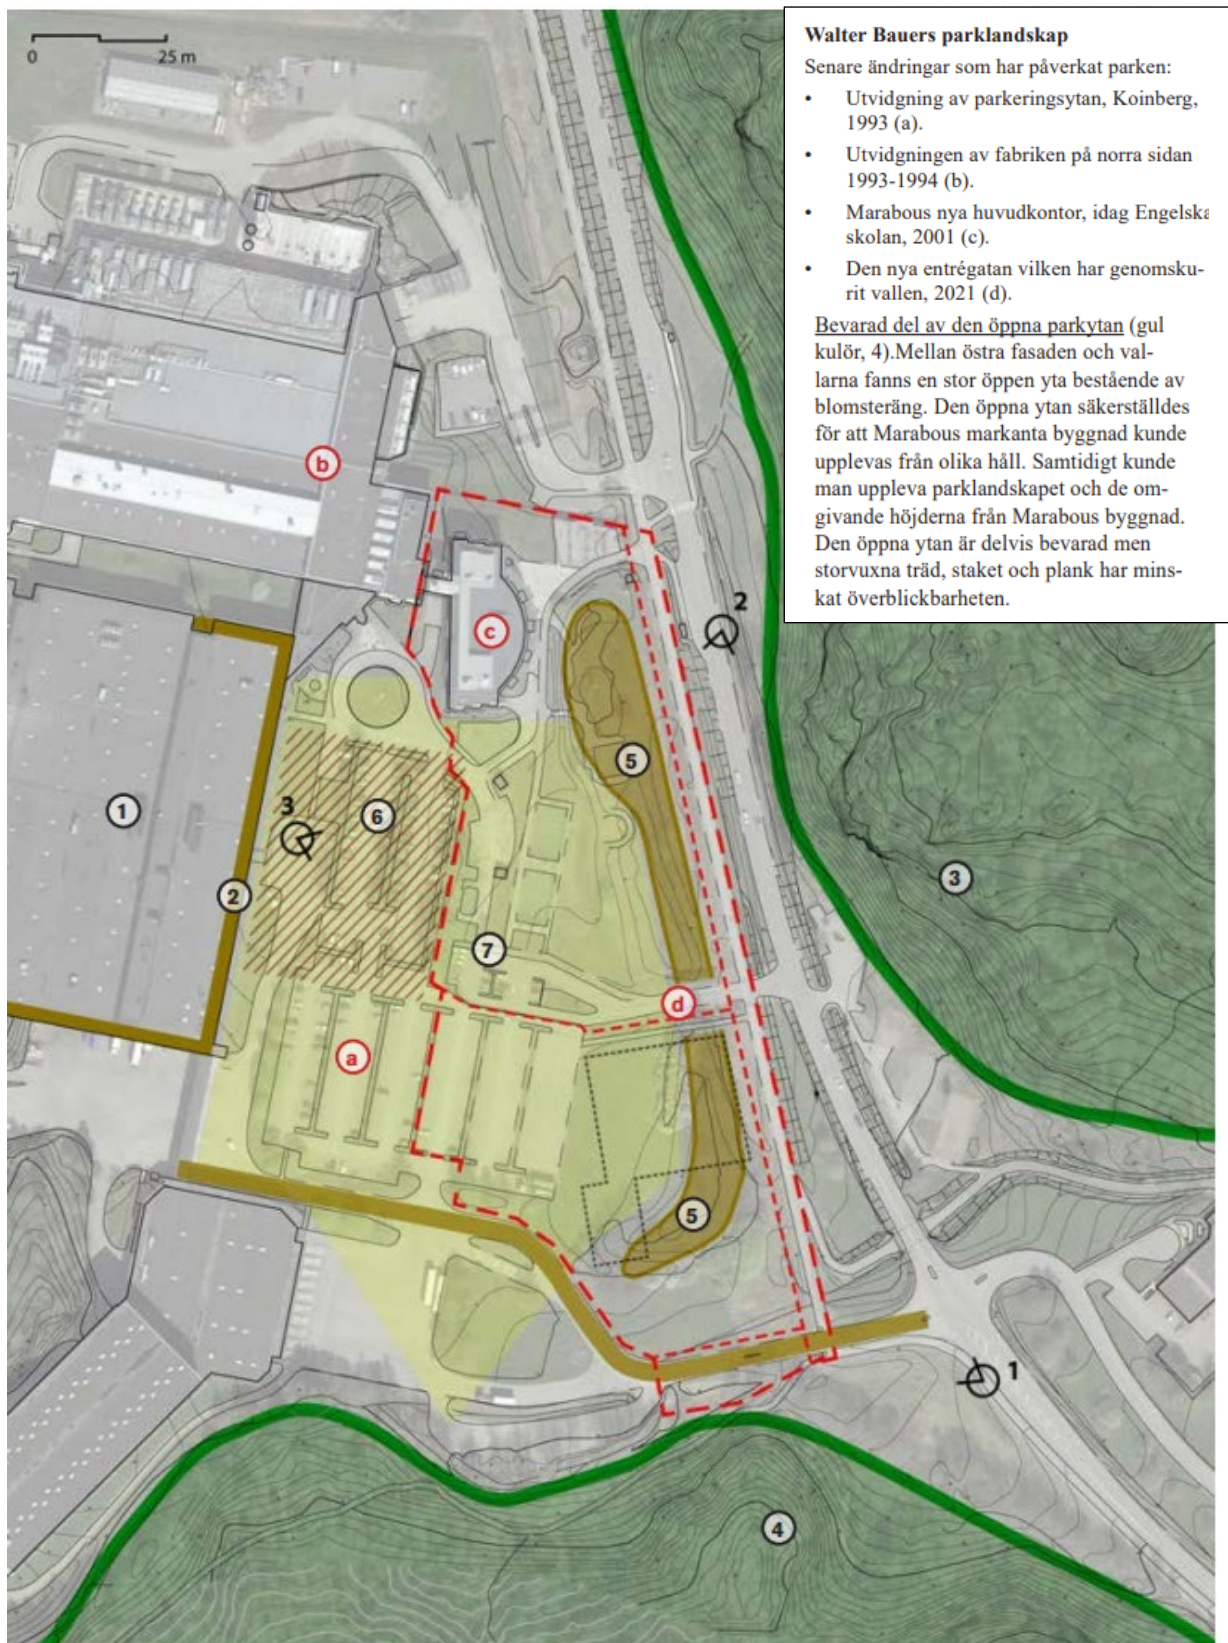 0
25 m
Walter Bauers parklandskap
Senare ändringar som har påverkat parken:
• Utvidgning av parkeringsytan, Koinberg,
1993 (a).
• Utvidgningen av fabriken på norra sidan
1993-1994 (b).
• Marabous nya huvudkontor, idag Engelska
skolan, 2001 (c).
• Den nya entrégatan vilken har genomsku-
rit vallen, 2021 (d).
Bevarad del av den öppna parkytan (gul
kulör, 4).Mellan östra fasaden och val-
larna fanns en stor öppen yta bestående av
blomsteräng. Den öppna ytan säkerställdes
för att Marabous markanta byggnad kunde
upplevas från olika håll. Samtidigt kunde
man uppleva parklandskapet och de om-
givande höjderna från Marabous byggnad.
Den öppna ytan är delvis bevarad men
storvuxna träd, staket och plank har mins-
kat överblickbarheten.
b
2
c
5
3
1
6
3
2
7
d
a
5
1
4